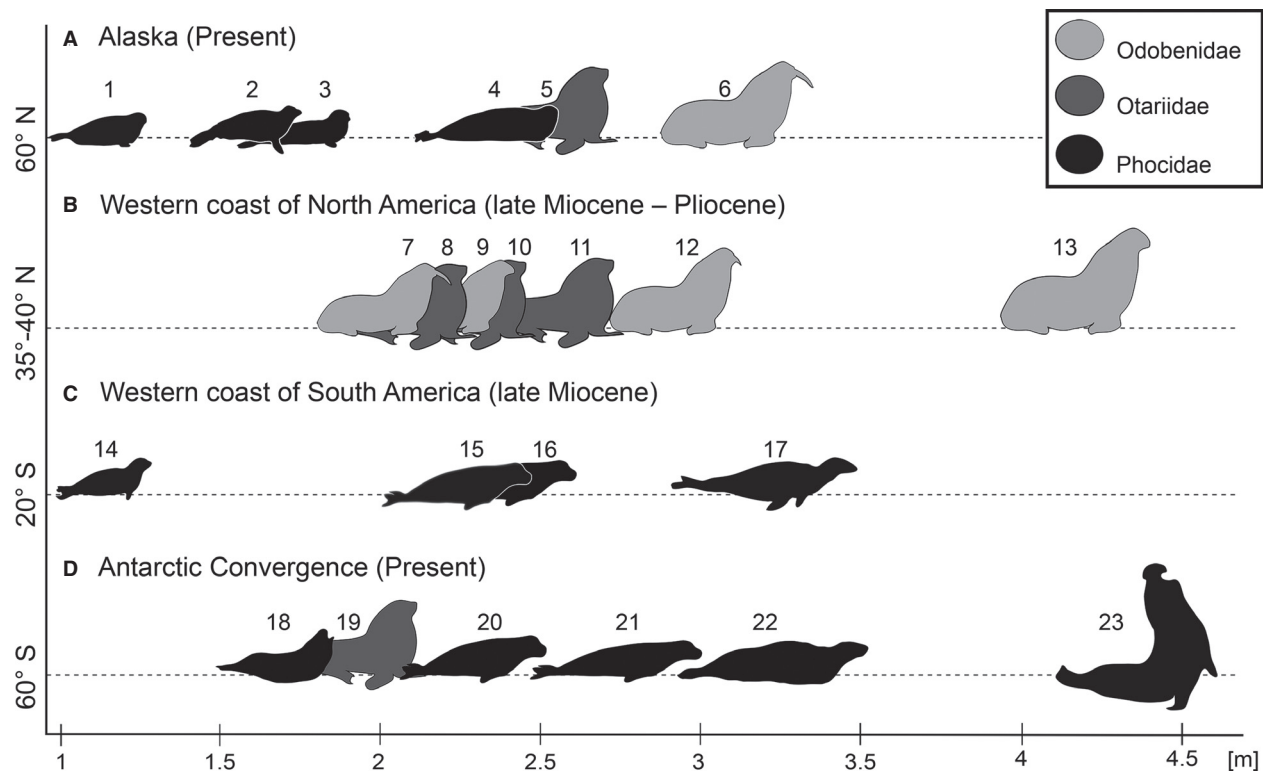 A Alaska (Present)
1 2 3 4 5 6
Odobenidae
Otariidae
Phocidae
60° N
B Western coast of North America (late Miocene – Pliocene)
7 8 9 10 11 12 13
35°-40° N
C Western coast of South America (late Miocene)
14 15 16 17
20° S
D Antarctic Convergence (Present)
18 19 20 21 22 23
60° S
1 1.5 2 2.5 3 3.5 4 4.5 [m]